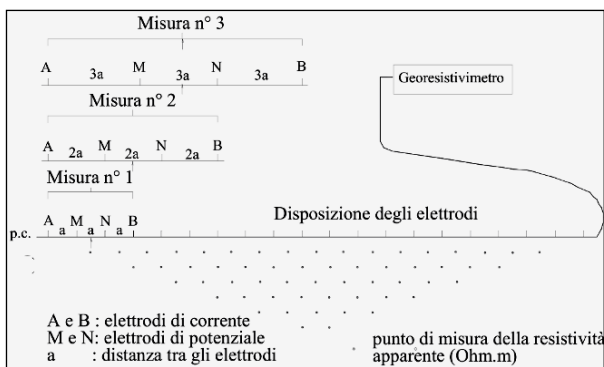 Misura n° 3
A M N B
3a 3a 3a
Georesistivimetro
Misura n° 2
A M N B
2a 2a 2a
Misura n° 1
A M N B
a a a
Disposizione degli elettrodi
p.c.
A e B : elettrodi di corrente
M e N: elettrodi di potenziale
a : distanza tra gli elettrodi
punto di misura della resistività
apparente (Ohm.m)